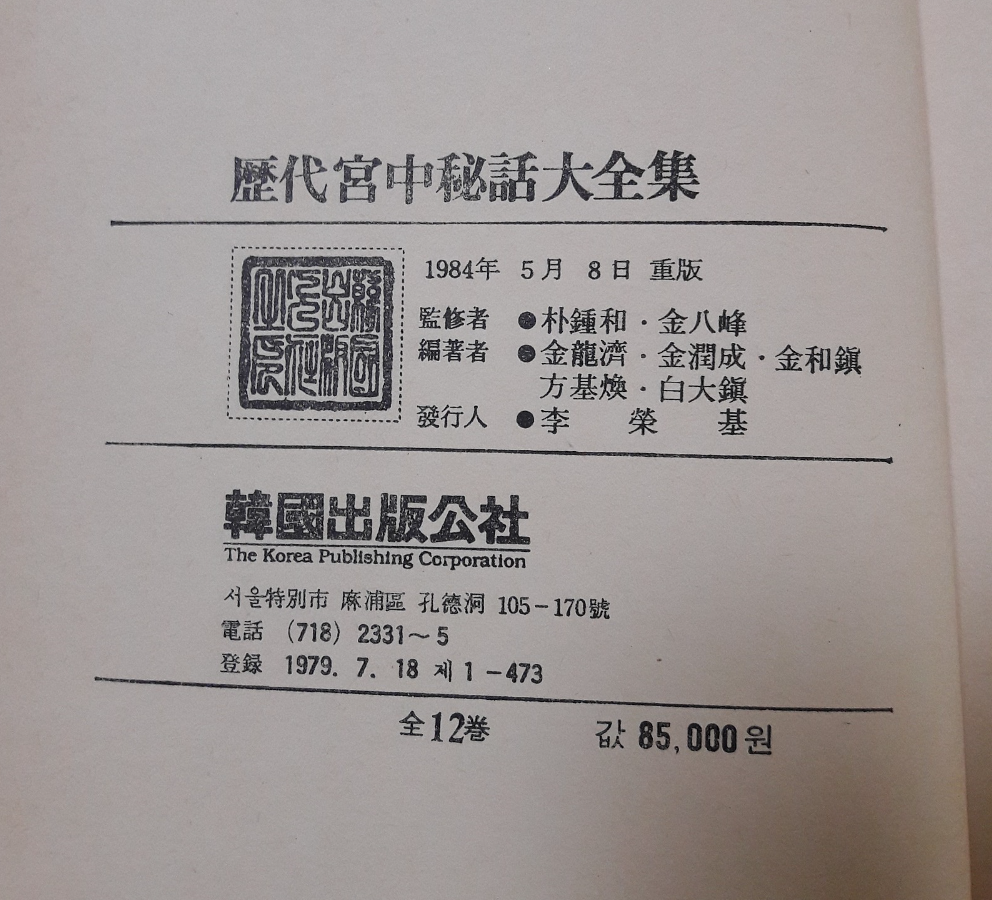 歷代宮中秘話大全集
1984年 5月 8日 重版
監修者 ●朴鍾和·金八峰
編著者 ●金龍濟·金潤成·金和鎭
方基煥·白大鎭
發行人 ●李 榮 基
韓國出版公社
The Korea Publishing Corporation
서울特別市 麻浦區 孔德洞 105-170號
電話 (718) 2331~5
登録 1979. 7. 18 제1-473
全12巻 값 85,000원